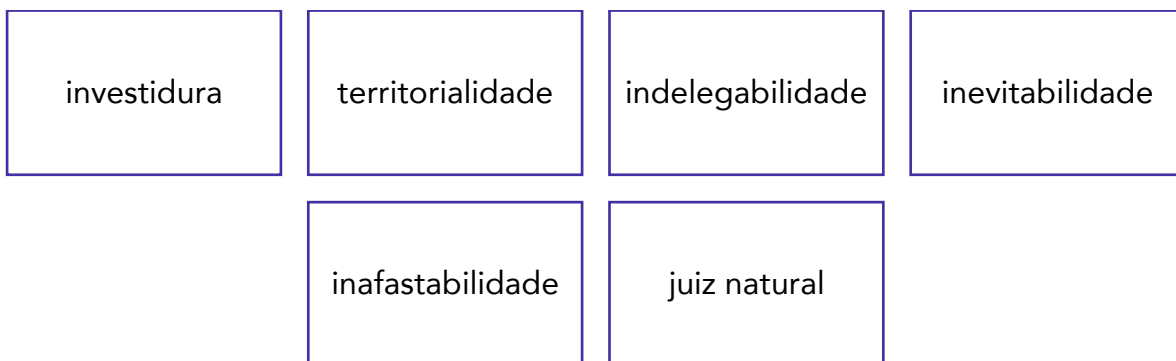 investidura
territorialidade
indelegabilidade
inevitabilidade
inafastabilidade
juiz natural